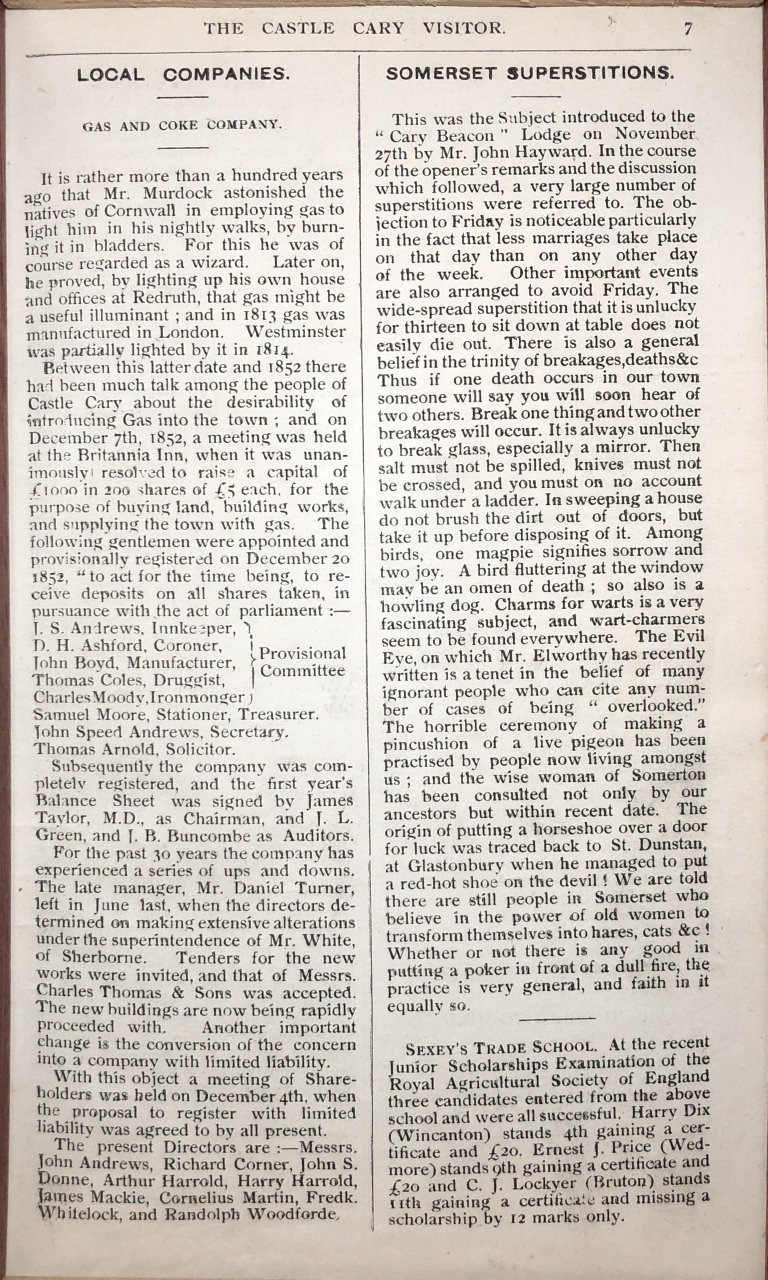 THE CASTLE CARY VISITOR. 7
LOCAL COMPANIES.
GAS AND COKE COMPANY.
It is rather more than a hundred years
ago that Mr. Murdock astonished the
natives of Cornwall in employing gas to
light him in his nightly walks, by burn-
ing it in bladders. For this he was of
course regarded as a wizard. Later on,
he proved, by lighting up his own house
and offices at Redruth, that gas might be
a useful illuminant ; and in 1813 gas was
manufactured in London. Westminster
was partially lighted by it in 1814.
Between this latter date and 1852 there
had been much talk among the people of
Castle Cary about the desirability of
introducing Gas into the town ; and on
December 7th, 1852, a meeting was held
at the Britannia Inn, when it was unan-
imously resolved to raise a capital of
£1000 in 200 shares of £5 each, for the
purpose of buying land, building works,
and supplying the town with gas. The
following gentlemen were appointed and
provisionally registered on December 20
1852, “ to act for the time being, to re-
ceive deposits on all shares taken, in
pursuance with the act of parliament :—
J. S. Andrews, Innkeeper,
D. H. Ashford, Coroner,
John Boyd, Manufacturer,
Thomas Coles, Druggist,
CharlesMoody,Ironmonger
Provisional
Committee
Samuel Moore, Stationer, Treasurer.
John Speed Andrews, Secretary.
Thomas Arnold, Solicitor.
Subsequently the company was com-
pletely registered, and the first year's
Balance Sheet was signed by James
Taylor, M.D., as Chairman, and J. L.
Green, and J. B. Buncombe as Auditors.
For the past 30 years the company has
experienced a series of ups and downs.
The late manager, Mr. Daniel Turner,
left in June last, when the directors de-
termined on making extensive alterations
under the superintendence of Mr. White,
of Sherborne. Tenders for the new
works were invited, and that of Messrs.
Charles Thomas & Sons was accepted.
The new buildings are now being rapidly
proceeded with. Another important
change is the conversion of the concern
into a company with limited liability.
With this object a meeting of Share-
holders was held on December 4th, when
the proposal to register with limited
liability was agreed to by all present.
The present Directors are :—Messrs.
John Andrews, Richard Corner, John S.
Donne, Arthur Harrold, Harry Harrold,
James Mackie, Cornelius Martin, Fredk.
Whitelock, and Randolph Woodforde.
SOMERSET SUPERSTITIONS.
This was the Subject introduced to the
“ Cary Beacon ” Lodge on November
27th by Mr. John Hayward. In the course
of the opener's remarks and the discussion
which followed, a very large number of
superstitions were referred to. The ob-
jection to Friday is noticeable particularly
in the fact that less marriages take place
on that day than on any other day
of the week. Other important events
are also arranged to avoid Friday. The
wide-spread superstition that it is unlucky
for thirteen to sit down at table does not
easily die out. There is also a general
belief in the trinity of breakages,deaths&c
Thus if one death occurs in our town
someone will say you will soon hear of
two others. Break one thing and two other
breakages will occur. It is always unlucky
to break glass, especially a mirror. Then
salt must not be spilled, knives must not
be crossed, and you must on no account
walk under a ladder. In sweeping a house
do not brush the dirt out of doors, but
take it up before disposing of it. Among
birds, one magpie signifies sorrow and
two joy. A bird fluttering at the window
may be an omen of death ; so also is a
howling dog. Charms for warts is a very
fascinating subject, and wart-charmers
seem to be found everywhere. The Evil
Eye, on which Mr. Elworthy has recently
written is a tenet in the belief of many
ignorant people who can cite any num-
ber of cases of being “ overlooked.”
The horrible ceremony of making a
pincushion of a live pigeon has been
practised by people now living amongst
us ; and the wise woman of Somerton
has been consulted not only by our
ancestors but within recent date. The
origin of putting a horseshoe over a door
for luck was traced back to St. Dunstan,
at Glastonbury when he managed to put
a red-hot shoe on the devil ! We are told
there are still people in Somerset who
believe in the power of old women to
transform themselves into hares, cats &c !
Whether or not there is any good in
putting a poker in front of a dull fire, the
practice is very general, and faith in it
equally so.
SEXEY'S TRADE SCHOOL. At the recent
Junior Scholarships Examination of the
Royal Agricultural Society of England
three candidates entered from the above
school and were all successful. Harry Dix
(Wincanton) stands 4th gaining a cer-
tificate and £20. Ernest J. Price (Wed-
more) stands 9th gaining a certificate and
£20 and C. J. Lockyer (Bruton) stands
11th gaining a certificate and missing a
scholarship by 12 marks only.